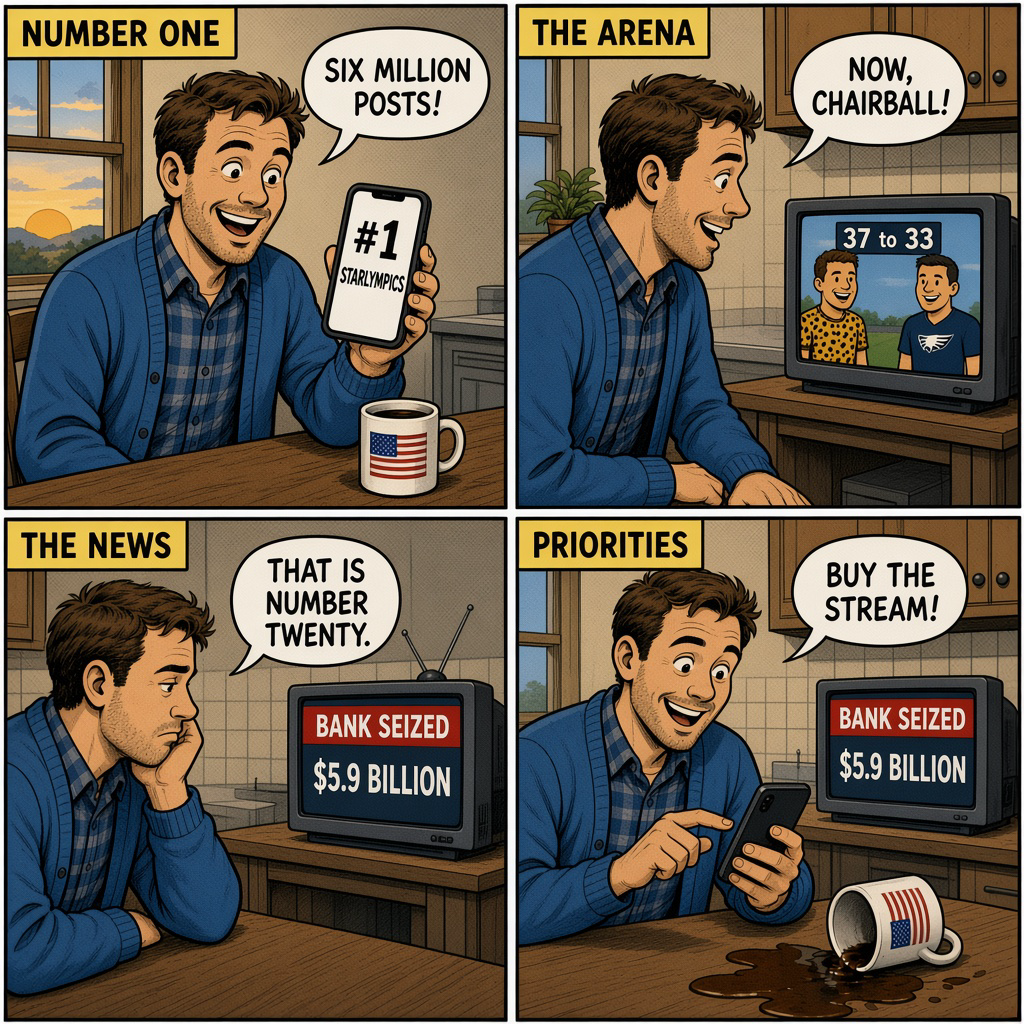 NUMBER ONE
SIX MILLION
POSTS!
#1
STARLYMPICS
THE ARENA
NOW,
CHAIRBALL!
37 to 33
THE NEWS
THAT IS
NUMBER
TWENTY.
BANK SEIZED
$5.9 BILLION
PRIORITIES
BUY THE
STREAM!
BANK SEIZED
$5.9 BILLION